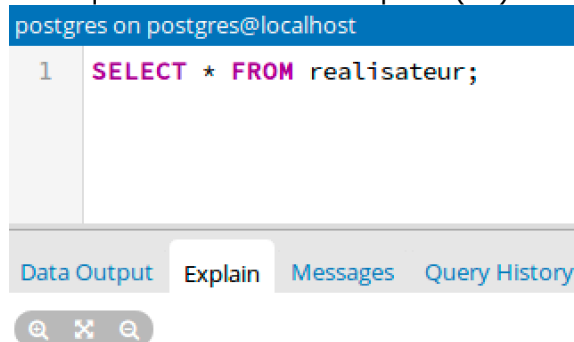 postgres on postgres@localhost
1 SELECT * FROM realisateur;
Data Output Explain Messages Query History